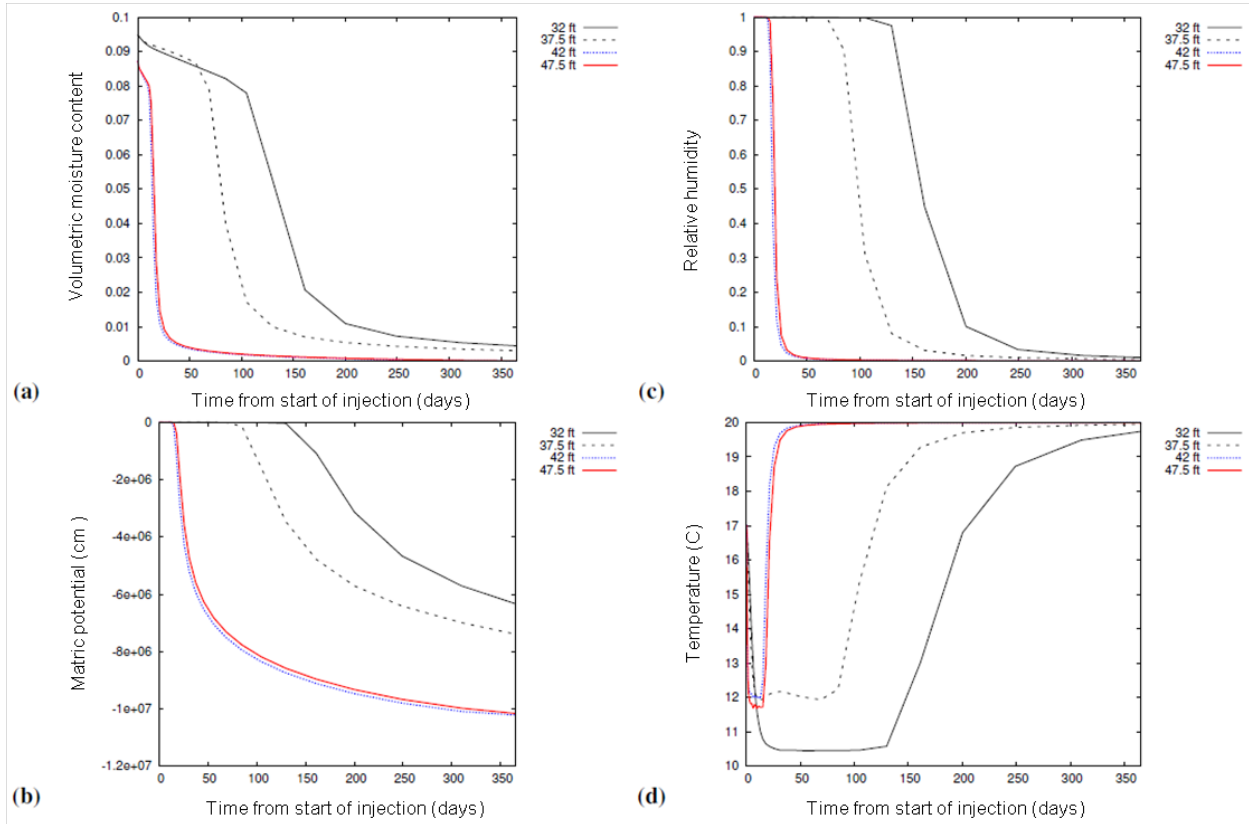 0.1
0.09
0.08
0.07
0.06
0.05
0.04
0.03
0.02
0.01
0
Volumetric moisture content
0 50 100 150 200 250 300 350
Time from start of injection (days)
(a)
32 ft
37.5 ft
42 ft
47.5 ft
1
0.9
0.8
0.7
0.6
0.5
0.4
0.3
0.2
0.1
0
Relative humidity
0 50 100 150 200 250 300 350
Time from start of injection (days)
(c)
32 ft
37.5 ft
42 ft
47.5 ft
0
-2e+06
-4e+06
-6e+06
-8e+06
-1e+07
-1.2e+07
Matric potential (cm )
0 50 100 150 200 250 300 350
Time from start of injection (days)
(b)
32 ft
37.5 ft
42 ft
47.5 ft
20
19
18
17
16
15
14
13
12
11
10
Temperature (C)
0 50 100 150 200 250 300 350
Time from start of injection (days)
(d)
32 ft
37.5 ft
42 ft
47.5 ft